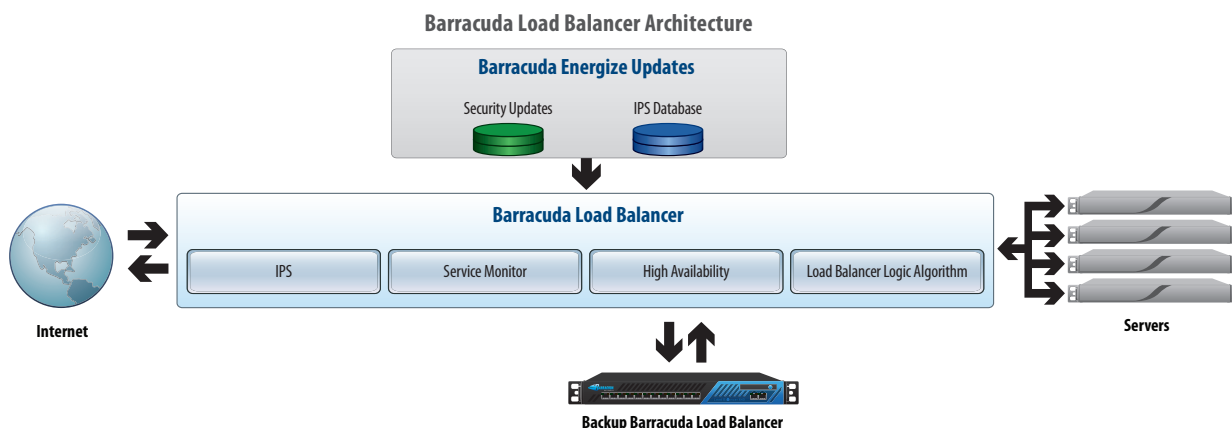 Barracuda Load Balancer Architecture
Barracuda Energize Updates
Security Updates
IPS Database
Barracuda Load Balancer
IPS
Service Monitor
High Availability
Load Balancer Logic Algorithm
Internet
Servers
Backup Barracuda Load Balancer